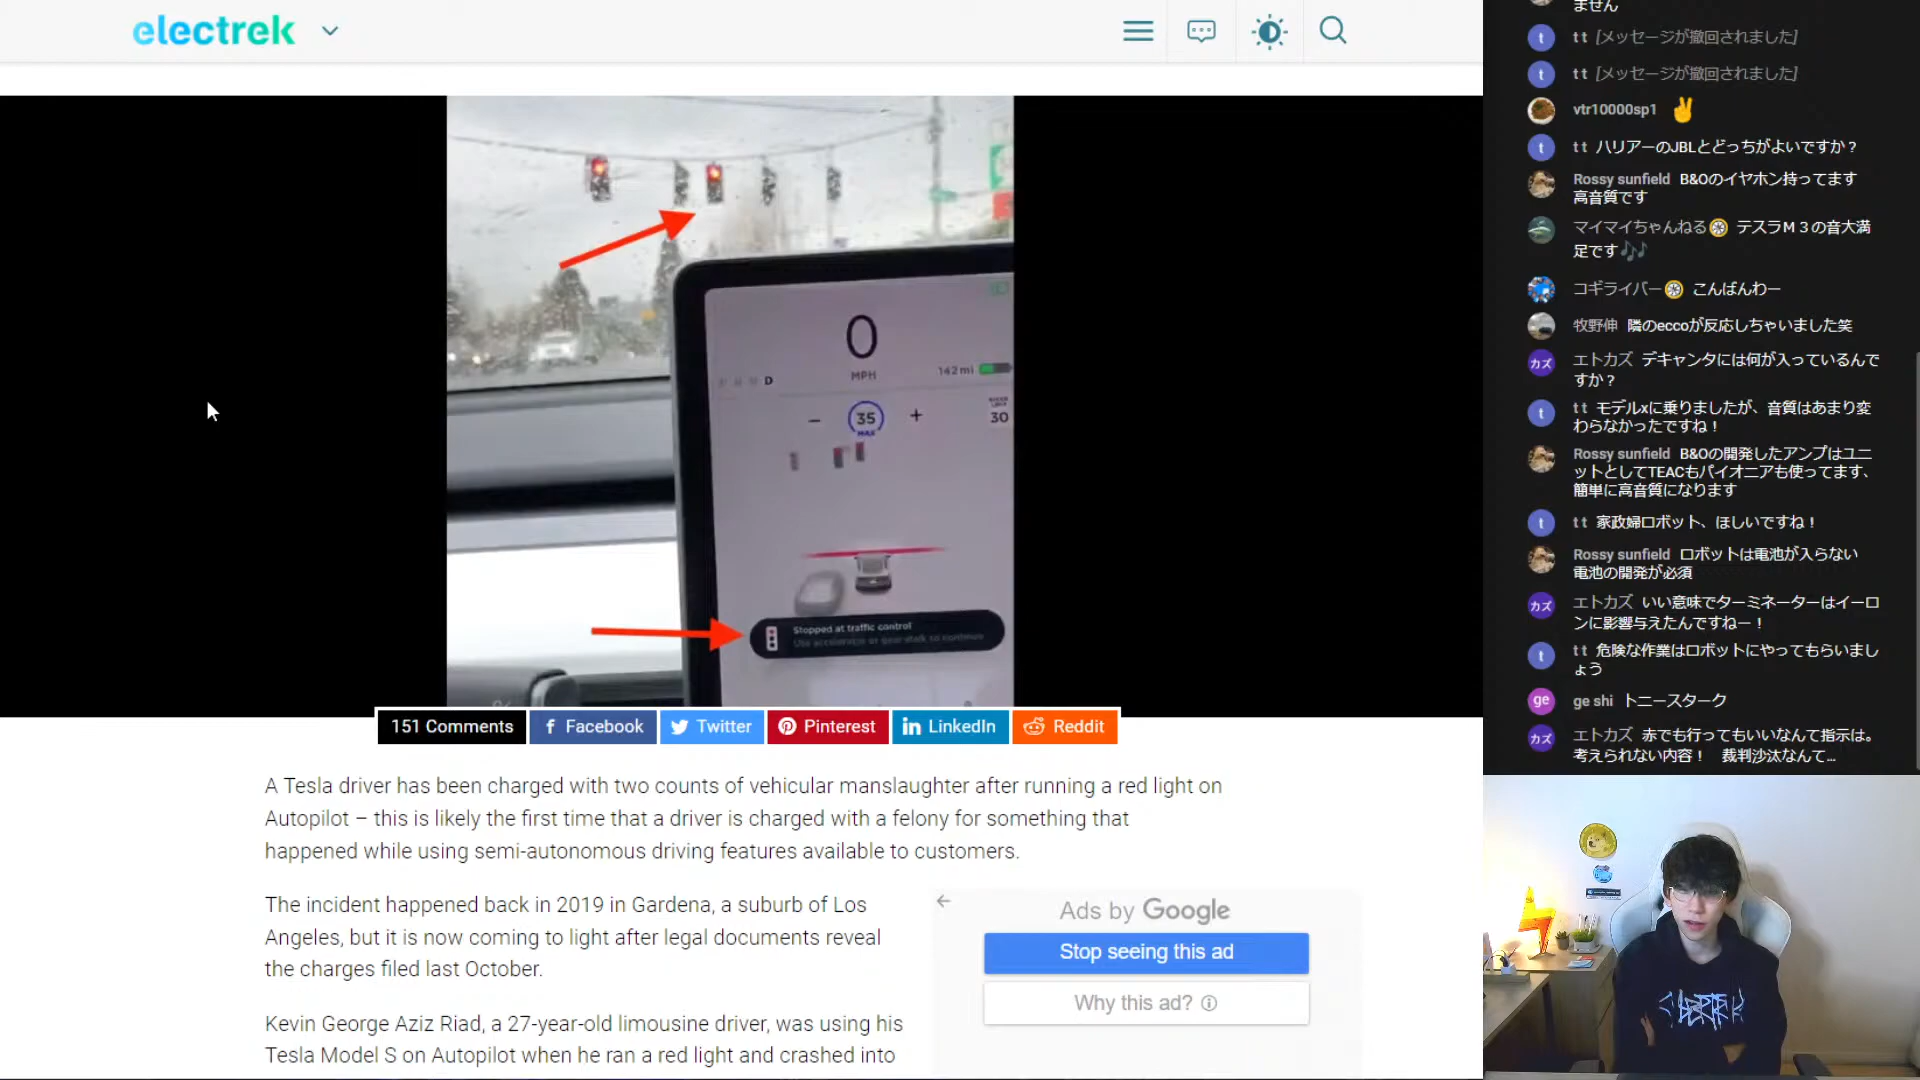 electrek
0
MPH
D
142 mi
35
MAX
30
Stopped at traffic control
151 Comments
Facebook
Twitter
Pinterest
LinkedIn
Reddit
A Tesla driver has been charged with two counts of vehicular manslaughter after running a red light on
Autopilot – this is likely the first time that a driver is charged with a felony for something that
happened while using semi-autonomous driving features available to customers.
The incident happened back in 2019 in Gardena, a suburb of Los
Angeles, but it is now coming to light after legal documents reveal
the charges filed last October.
Kevin George Aziz Riad, a 27-year-old limousine driver, was using his
Tesla Model S on Autopilot when he ran a red light and crashed into
Ads by Google
Stop seeing this ad
Why this ad?
ません
t t [メッセージが撤回されました]
t t [メッセージが撤回されました]
vtr10000sp1 ✌
t t ハリアーのJBLとどっちがよいですか？
Rossy sunfield B&Oのイヤホン持ってます
高音質です
マイマイちゃんねる テスラＭ３の音大満
足です🎶
コギライバー こんばんわー
牧野伸 隣のeccoが反応しちゃいました笑
エトカズ デキャンタには何が入っているんで
すか？
t t モデルxに乗りましたが、音質はあまり変
わらなかったですね！
Rossy sunfield B&Oの開発したアンプはユニ
ットとしてTEACもパイオニアも使ってます、
簡単に高音質になります
t t 家政婦ロボット、ほしいですね！
Rossy sunfield ロボットは電池が入らない
電池の開発が必須
エトカズ いい意味でターミネーターはイーロ
ンに影響与えたんですねー！
t t 危険な作業はロボットにやってもらいまし
ょう
ge shi トニースターク
エトカズ 赤でも行ってもいいなんて指示は。
考えられない内容！　裁判沙汰なんて...